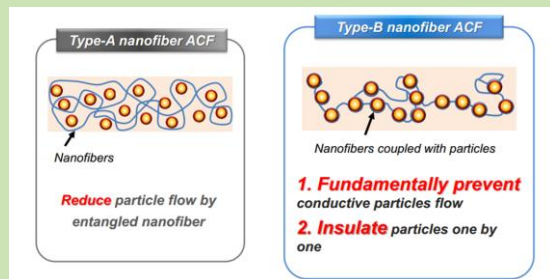 Type-A nanofiber ACF
Nanofibers
Reduce particle flow by
entangled nanofiber
Type-B nanofiber ACF
Nanofibers coupled with particles
1. Fundamentally prevent
conductive particles flow
2. Insulate particles one by
one